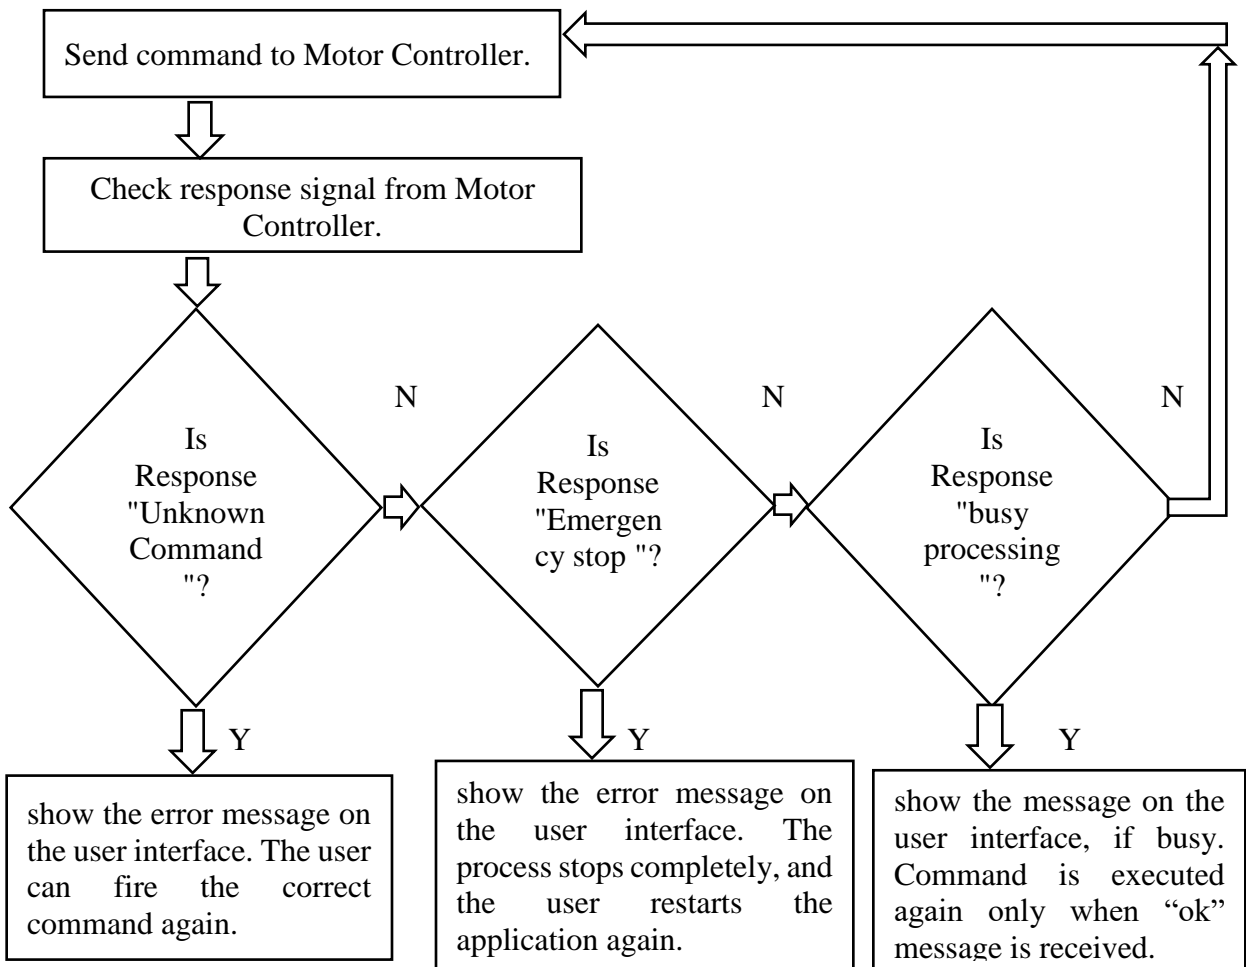 Send command to Motor Controller.
Check response signal from Motor
Controller.
N
N
N
Is
Response
"Unknown
Command
"?
Is
Response
"Emergen
cy stop "?
Is
Response
"busy
processing
"?
Y
Y
Y
show the error message on
the user interface. The user
can fire the correct
command again.
show the error message on
the user interface. The
process stops completely, and
the user restarts the
application again.
show the message on the
user interface, if busy.
Command is executed
again only when “ok”
message is received.